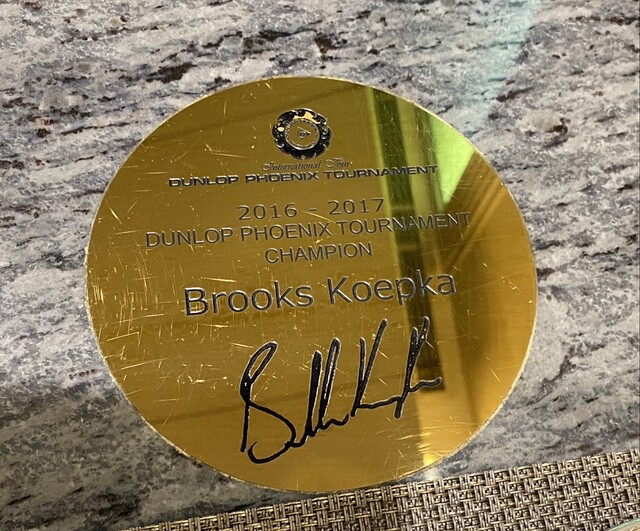 International Tour
DUNLOP PHOENIX TOURNAMENT
2016 - 2017
DUNLOP PHOENIX TOURNAMENT
CHAMPION
Brooks Koepka